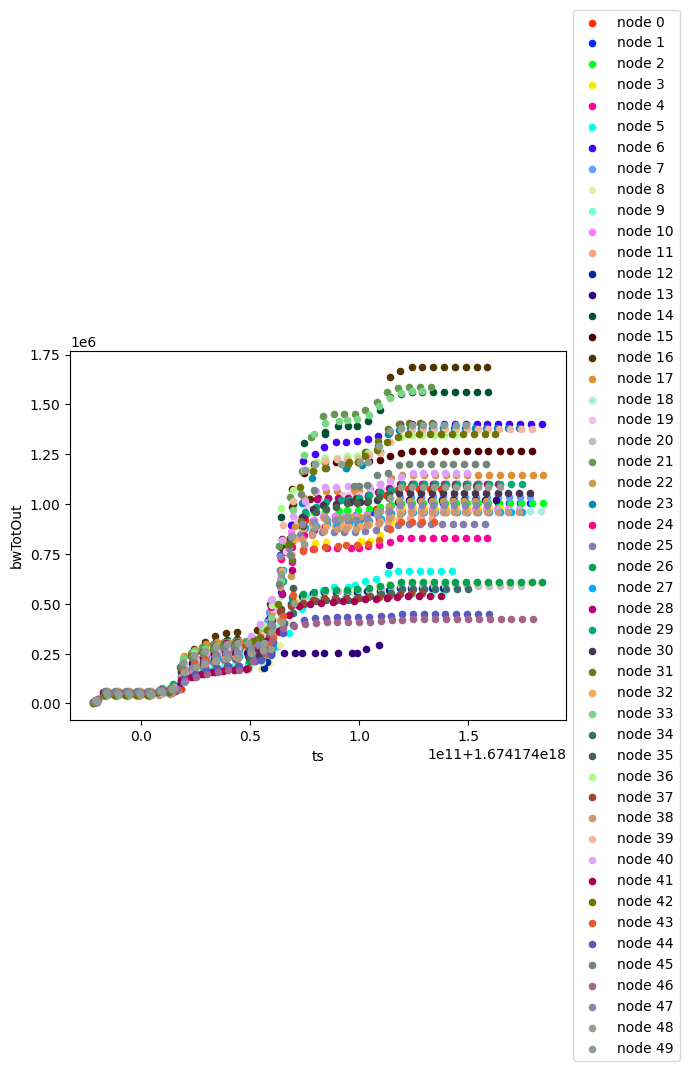 1e6
bwTotOut
1.75
1.50
1.25
1.00
0.75
0.50
0.25
0.00
0.0
0.5
1.0
1.5
ts
1e11+1.674174e18
node 0
node 1
node 2
node 3
node 4
node 5
node 6
node 7
node 8
node 9
node 10
node 11
node 12
node 13
node 14
node 15
node 16
node 17
node 18
node 19
node 20
node 21
node 22
node 23
node 24
node 25
node 26
node 27
node 28
node 29
node 30
node 31
node 32
node 33
node 34
node 35
node 36
node 37
node 38
node 39
node 40
node 41
node 42
node 43
node 44
node 45
node 46
node 47
node 48
node 49